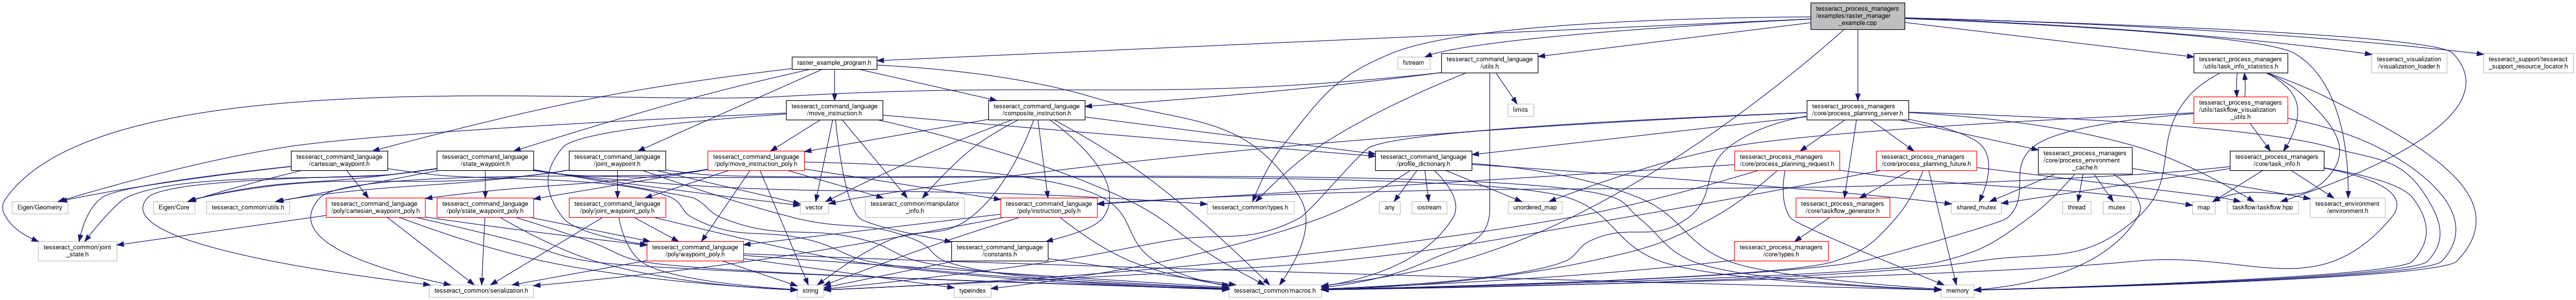 tesseract_process_managers
/examples/raster_manager
_example.cpp
raster_example_program.h
fstream
tesseract_command_language
/utils.h
tesseract_process_managers
/utils/task_info_statistics.h
tesseract_visualization
/visualization_loader.h
tesseract_support/tesseract
_support_resource_locator.h
tesseract_command_language
/move_instruction.h
tesseract_command_language
/composite_instruction.h
limits
tesseract_process_managers
/core/process_planning_server.h
tesseract_process_managers
/utils/taskflow_visualization
_utils.h
tesseract_command_language
/cartesian_waypoint.h
tesseract_command_language
/state_waypoint.h
tesseract_command_language
/joint_waypoint.h
tesseract_command_language
/poly/move_instruction_poly.h
tesseract_command_language
/profile_dictionary.h
tesseract_process_managers
/core/process_planning_request.h
tesseract_process_managers
/core/process_planning_future.h
tesseract_process_managers
/core/process_environment
_cache.h
tesseract_process_managers
/core/task_info.h
Eigen/Geometry
Eigen/Core
tesseract_common/utils.h
tesseract_command_language
/poly/cartesian_waypoint_poly.h
tesseract_command_language
/poly/state_waypoint_poly.h
tesseract_command_language
/poly/joint_waypoint_poly.h
vector
tesseract_common/manipulator
_info.h
tesseract_command_language
/poly/instruction_poly.h
tesseract_common/types.h
any
iostream
unordered_map
tesseract_process_managers
/core/taskflow_generator.h
shared_mutex
thread
mutex
map
taskflow/taskflow.hpp
tesseract_environment
/environment.h
tesseract_common/joint
_state.h
tesseract_command_language
/poly/waypoint_poly.h
tesseract_command_language
/constants.h
tesseract_process_managers
/core/types.h
tesseract_common/serialization.h
string
typeindex
tesseract_common/macros.h
memory